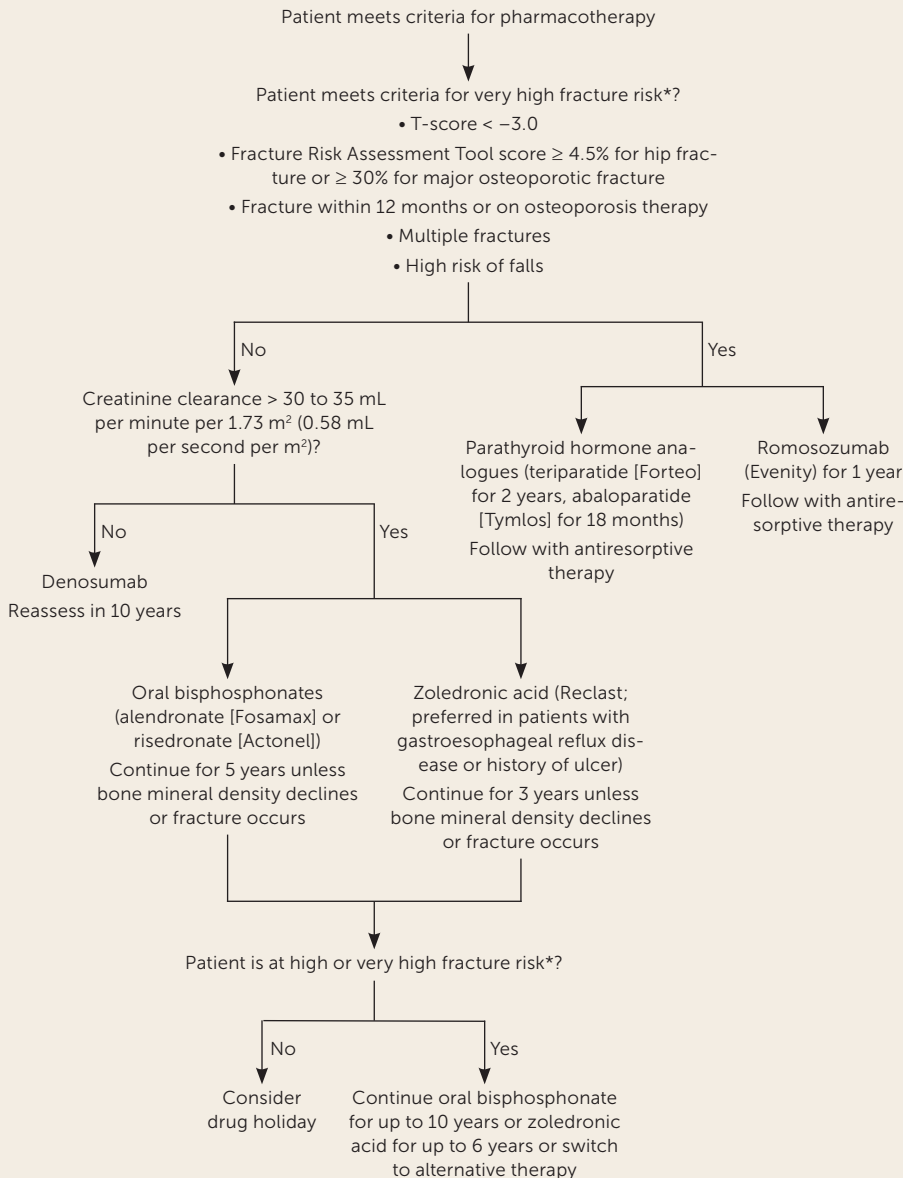 Patient meets criteria for pharmacotherapy
Patient meets criteria for very high fracture risk*?
• T-score < −3.0
• Fracture Risk Assessment Tool score ≥ 4.5% for hip frac-
ture or ≥ 30% for major osteoporotic fracture
• Fracture within 12 months or on osteoporosis therapy
• Multiple fractures
• High risk of falls
No
Yes
Creatinine clearance > 30 to 35 mL
per minute per 1.73 m² (0.58 mL
per second per m²)?
Parathyroid hormone ana-
logues (teriparatide [Forteo]
for 2 years, abaloparatide
[Tymlos] for 18 months)
Follow with antiresorptive
therapy
Romosozumab
(Evenity) for 1 year
Follow with antire-
sorptive therapy
No
Yes
Denosumab
Reassess in 10 years
Oral bisphosphonates
(alendronate [Fosamax] or
risedronate [Actonel])
Continue for 5 years unless
bone mineral density declines
or fracture occurs
Zoledronic acid (Reclast;
preferred in patients with
gastroesophageal reflux dis-
ease or history of ulcer)
Continue for 3 years unless
bone mineral density declines
or fracture occurs
Patient is at high or very high fracture risk*?
No
Yes
Consider
drug holiday
Continue oral bisphosphonate
for up to 10 years or zoledronic
acid for up to 6 years or switch
to alternative therapy